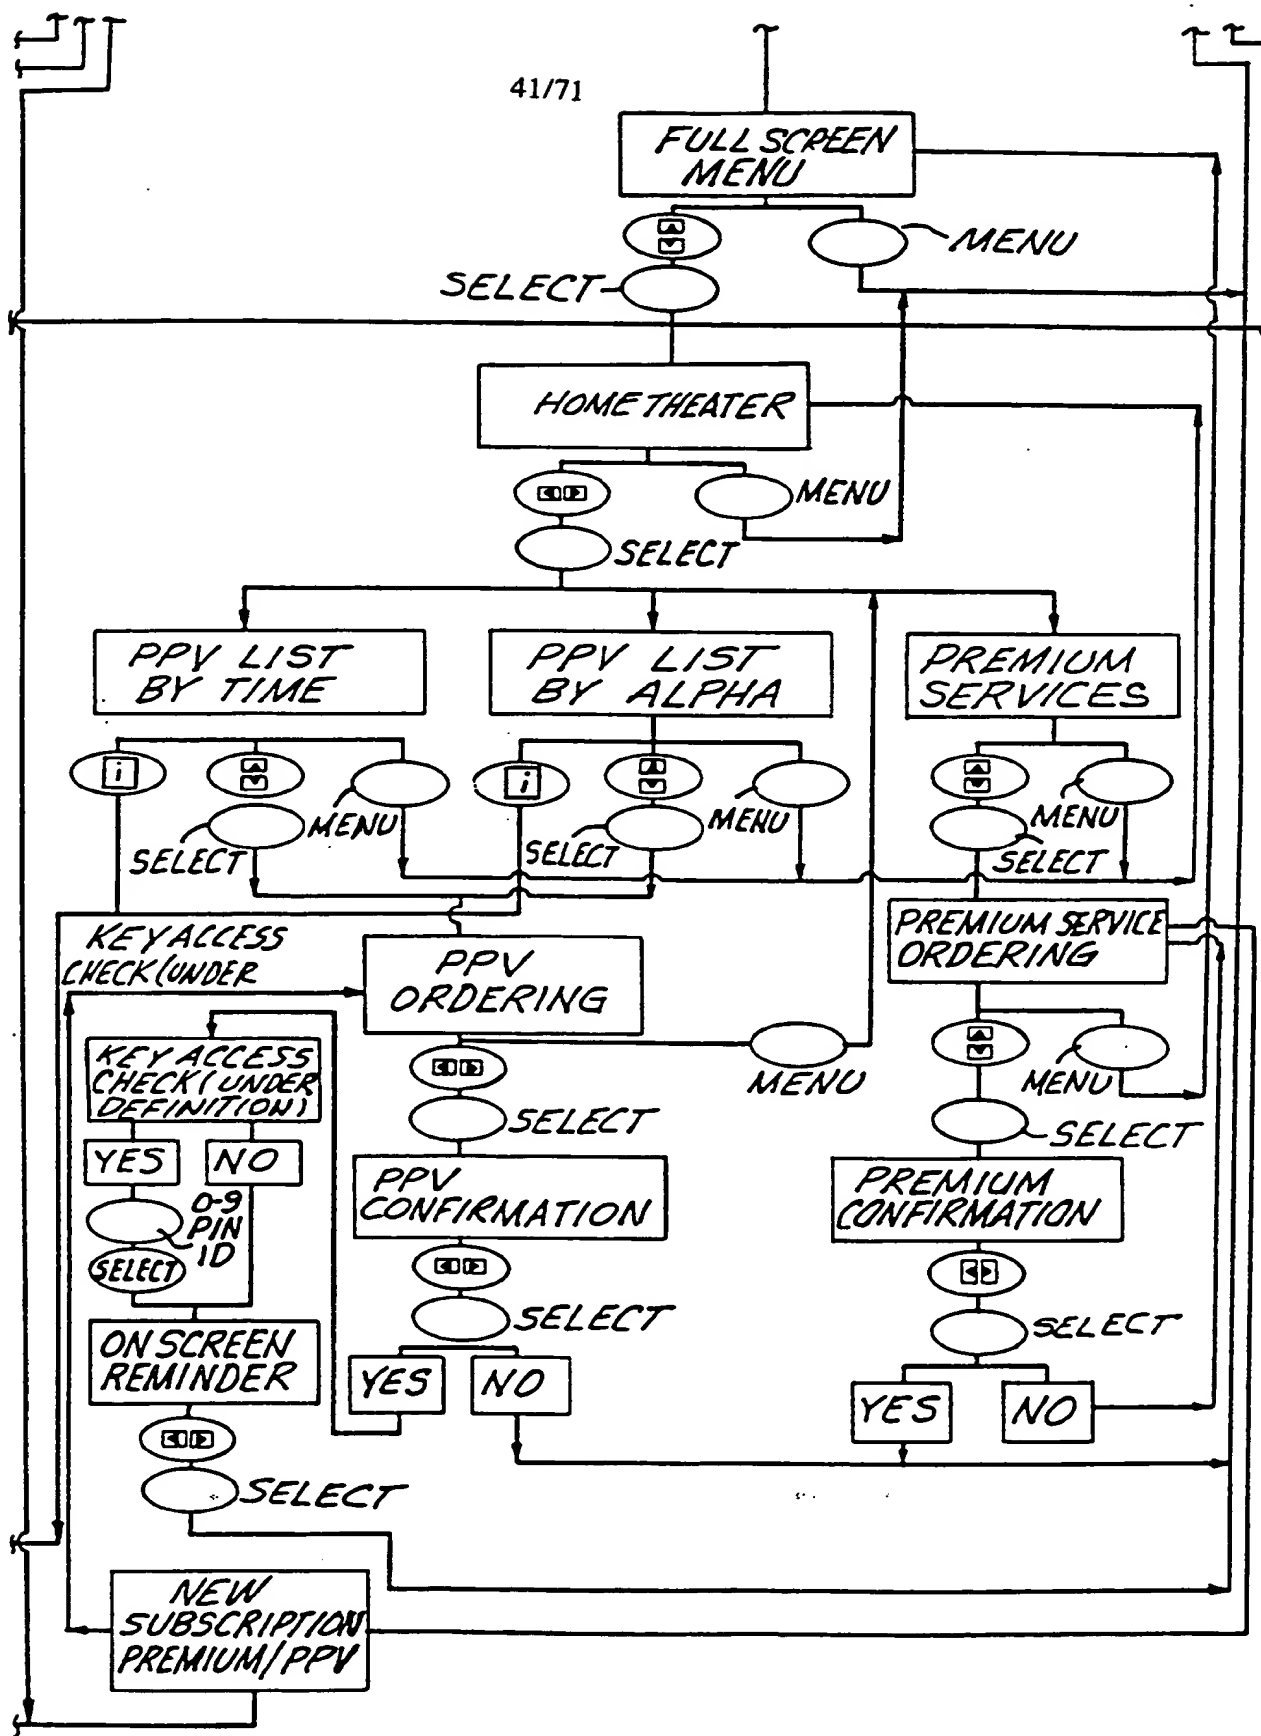 41/71
FULL SCREEN
MENU
MENU
SELECT
HOME THEATER
MENU
SELECT
PPV LIST
BY TIME
PPV LIST
BY ALPHA
PREMIUM
SERVICES
i
SELECT
MENU
i
SELECT
MENU
MENU
SELECT
KEY ACCESS
CHECK (UNDER
PPV
ORDERING
PREMIUM SERVICE
ORDERING
MENU
MENU
KEY ACCESS
CHECK (UNDER
DEFINITION)
SELECT
SELECT
YES
NO
PPV
CONFIRMATION
PREMIUM
CONFIRMATION
0-9
PIN
ID
SELECT
SELECT
SELECT
ON SCREEN
REMINDER
YES
NO
YES
NO
SELECT
NEW
SUBSCRIPTION
PREMIUM/PPV